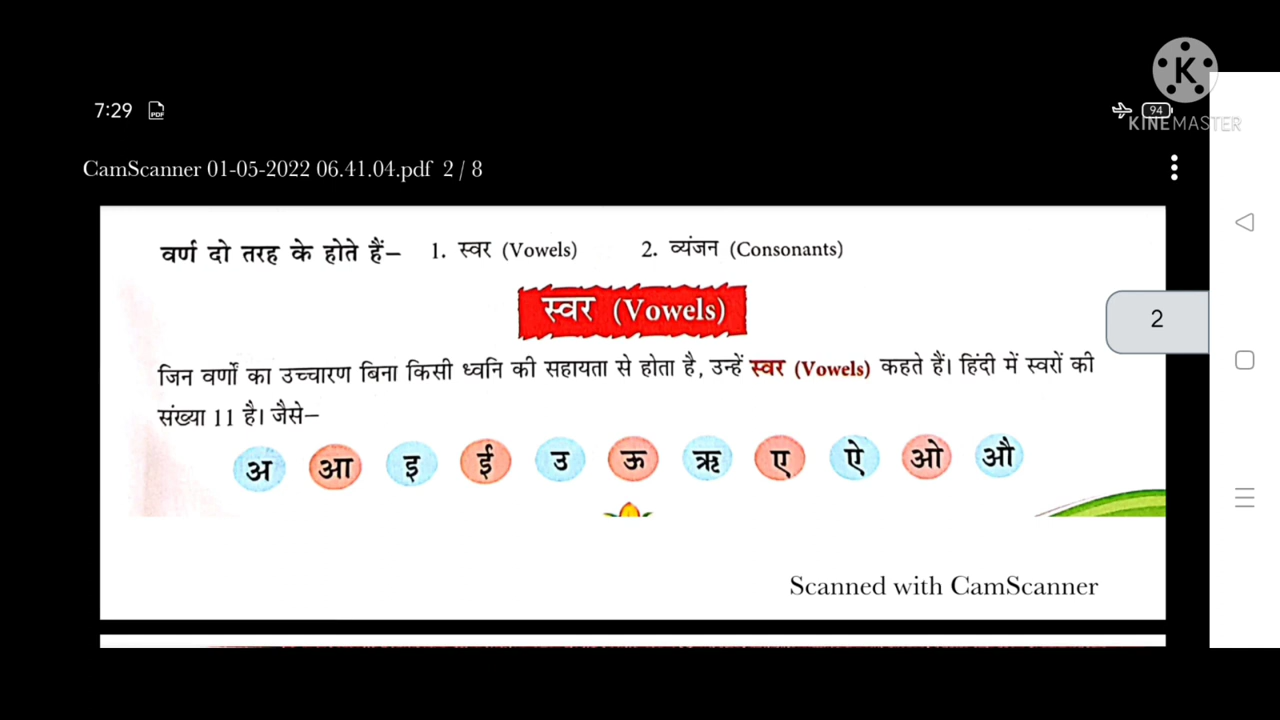 7:29 PDF 94
KINEMASTER
CamScanner 01-05-2022 06.41.04.pdf 2 / 8
वर्ण दो तरह के होते हैं– 1. स्वर (Vowels) 2. व्यंजन (Consonants)
स्वर (Vowels)
2
जिन वर्णों का उच्चारण बिना किसी ध्वनि की सहायता से होता है, उन्हें स्वर (Vowels) कहते हैं। हिंदी में स्वरों की
संख्या 11 है। जैसे–
अ आ इ ई उ ऊ ऋ ए ऐ ओ औ
Scanned with CamScanner